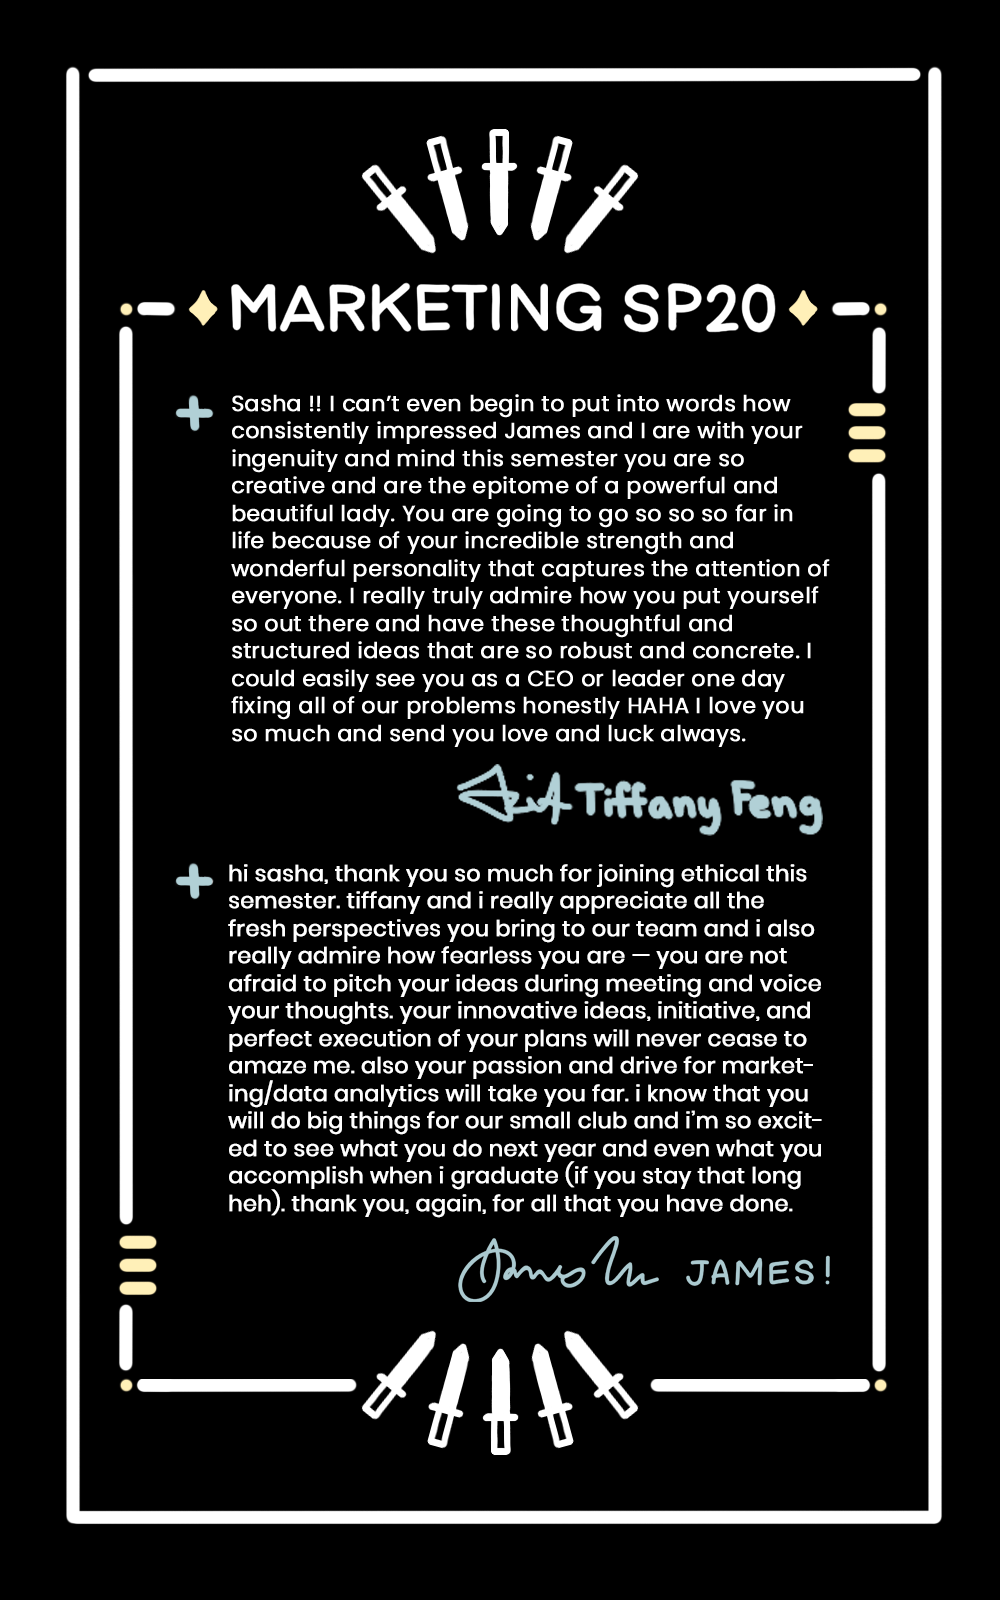 MARKETING SP20
Sasha !! I can't even begin to put into words how
consistently impressed James and I are with your
ingenuity and mind this semester you are so
creative and are the epitome of a powerful and
beautiful lady. You are going to go so so so far in
life because of your incredible strength and
wonderful personality that captures the attention of
everyone. I really truly admire how you put yourself
so out there and have these thoughtful and
structured ideas that are so robust and concrete. I
could easily see you as a CEO or leader one day
fixing all of our problems honestly HAHA I love you
so much and send you love and luck always.
Tiffany Feng
hi sasha, thank you so much for joining ethical this
semester. tiffany and i really appreciate all the
fresh perspectives you bring to our team and i also
really admire how fearless you are — you are not
afraid to pitch your ideas during meeting and voice
your thoughts. your innovative ideas, initiative, and
perfect execution of your plans will never cease to
amaze me. also your passion and drive for market-
ing/data analytics will take you far. i know that you
will do big things for our small club and i'm so excit-
ed to see what you do next year and even what you
accomplish when i graduate (if you stay that long
heh). thank you, again, for all that you have done.
James JAMES!